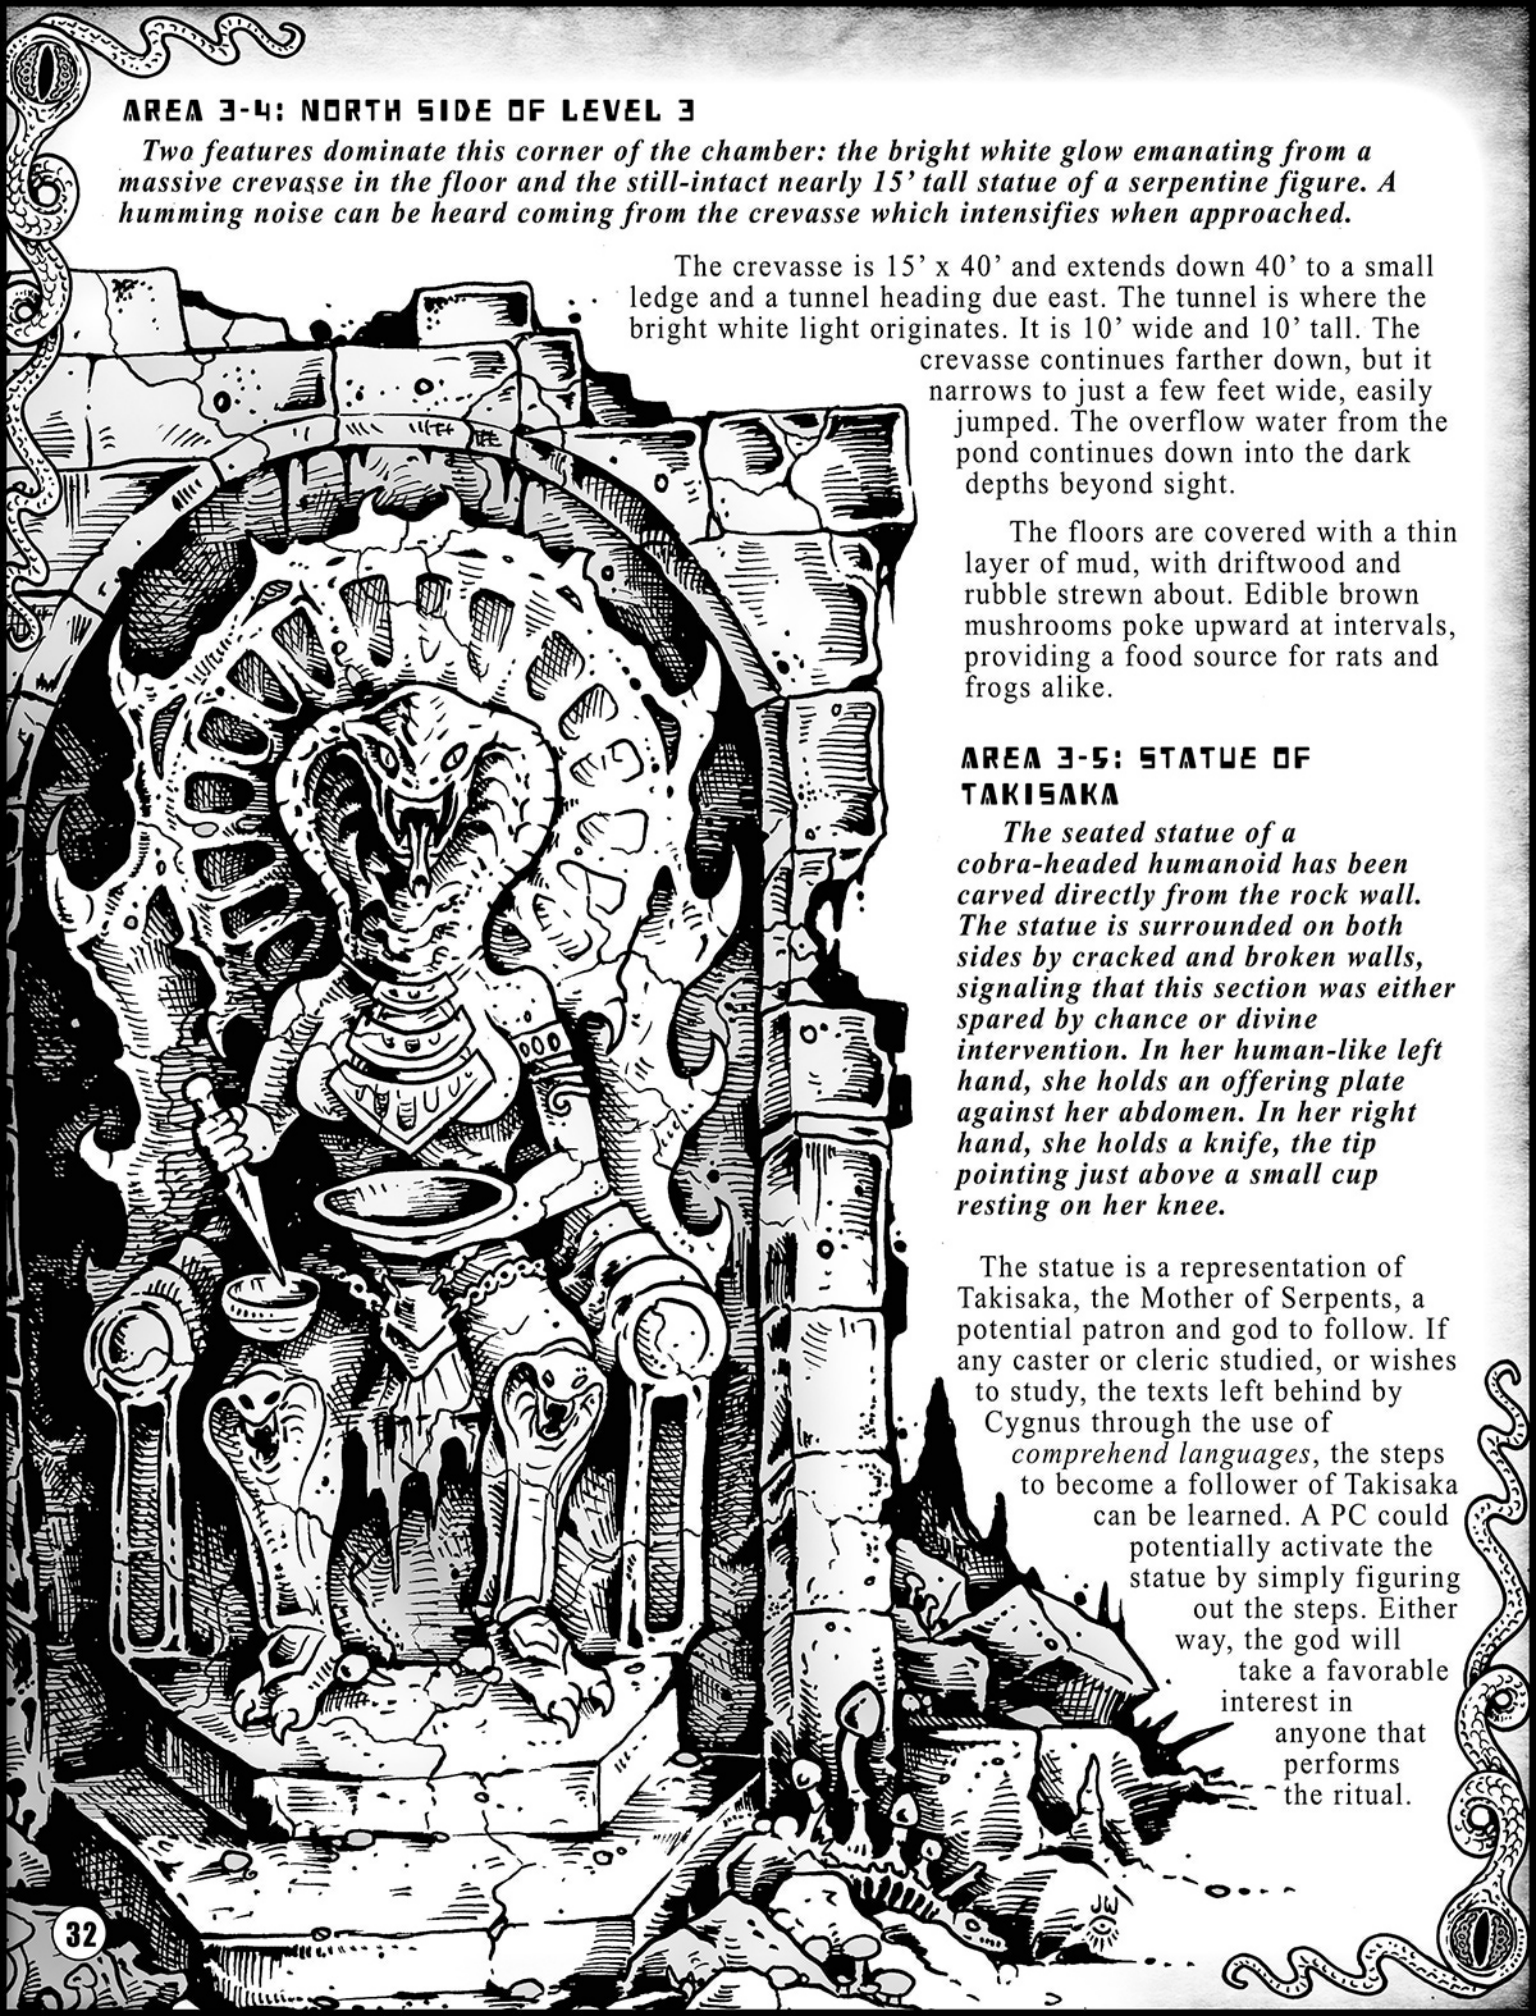 AREA 3-4: NORTH SIDE OF LEVEL 3
Two features dominate this corner of the chamber: the bright white glow emanating from a
massive crevasse in the floor and the still-intact nearly 15’ tall statue of a serpentine figure. A
humming noise can be heard coming from the crevasse which intensifies when approached.
The crevasse is 15’ x 40’ and extends down 40’ to a small
ledge and a tunnel heading due east. The tunnel is where the
bright white light originates. It is 10’ wide and 10’ tall. The
crevasse continues farther down, but it
narrows to just a few feet wide, easily
jumped. The overflow water from the
pond continues down into the dark
depths beyond sight.
The floors are covered with a thin
layer of mud, with driftwood and
rubble strewn about. Edible brown
mushrooms poke upward at intervals,
providing a food source for rats and
frogs alike.
AREA 3-5: STATUE OF
TAKISAKA
The seated statue of a
cobra-headed humanoid has been
carved directly from the rock wall.
The statue is surrounded on both
sides by cracked and broken walls,
signaling that this section was either
spared by chance or divine
intervention. In her human-like left
hand, she holds an offering plate
against her abdomen. In her right
hand, she holds a knife, the tip
pointing just above a small cup
resting on her knee.
The statue is a representation of
Takisaka, the Mother of Serpents, a
potential patron and god to follow. If
any caster or cleric studied, or wishes
to study, the texts left behind by
Cygnus through the use of
comprehend languages, the steps
to become a follower of Takisaka
can be learned. A PC could
potentially activate the
statue by simply figuring
out the steps. Either
way, the god will
take a favorable
interest in
anyone that
performs
the ritual.
32